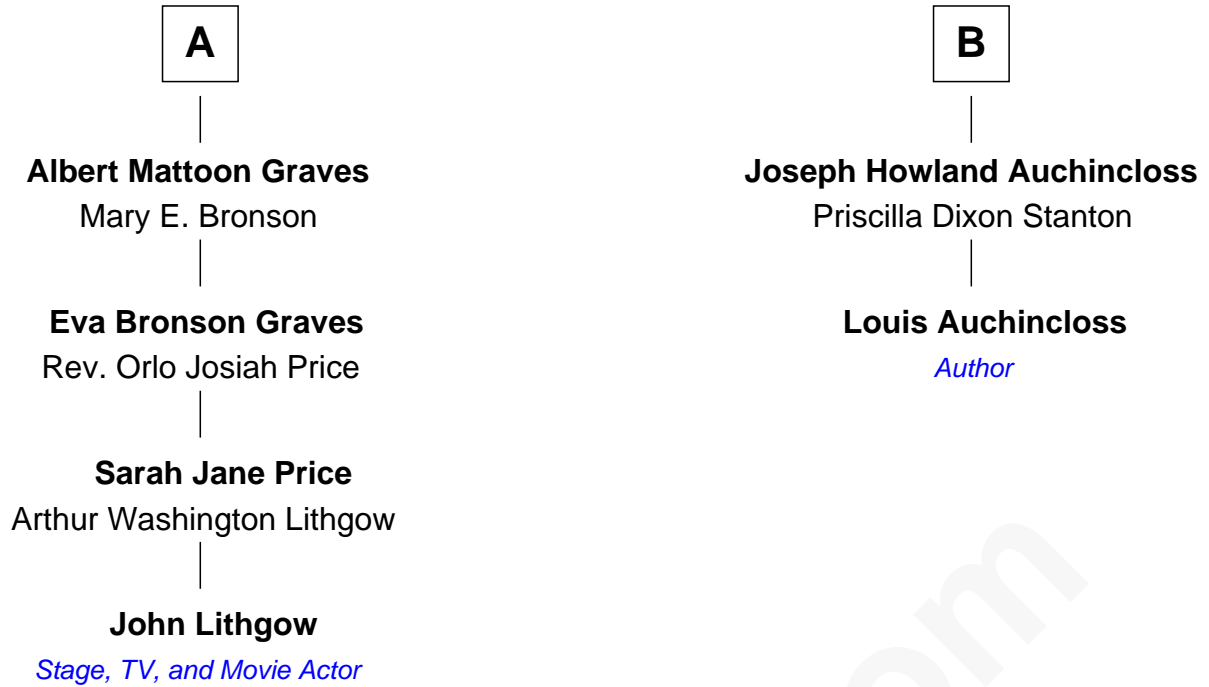 A
Albert Mattoon Graves
Mary E. Bronson
Eva Bronson Graves
Rev. Orlo Josiah Price
Sarah Jane Price
Arthur Washington Lithgow
John Lithgow
Stage, TV, and Movie Actor
B
Joseph Howland Auchincloss
Priscilla Dixon Stanton
Louis Auchincloss
Author
om